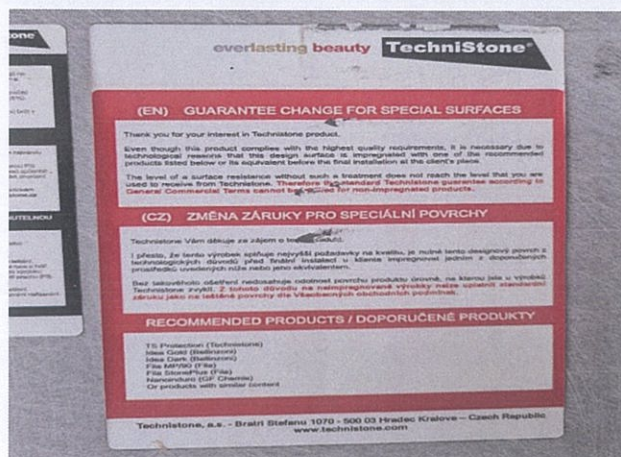 everlasting beauty TechniStone®
(EN) GUARANTEE CHANGE FOR SPECIAL SURFACES
Thank you for your interest in Technistone product.
Even though this product complies with the highest quality requirements, it is necessary due to
technological reasons that this design surface is impregnated with one of the recommended
products listed below or its equivalent before the final installation at the client's place.
The level of a surface resistance without such a treatment does not reach the level that you are
used to receive from Technistone. Therefore the standard Technistone guarantee according to
General Commercial Terms cannot be for non-impregnated products.
(CZ) ZMĚNA ZÁRUKY PRO SPECIÁLNÍ POVRCHY
Technistone Vám děkuje za zájem o
I přesto, že tento výrobek splňuje nejvyšší požadavky na kvalitu, je nutné tento designový povrch z
technologických důvodů před finální instalací u klienta impregnovat jedním z doporučených
prostředků uvedených níže nebo jeho ekvivalentem.
Bez takovéhoto ošetření nedosahuje odolnost povrchu produktu úrovně, na kterou jste u výrobků
Technistone zvyklí. Z tohoto důvodu na neimpregnované výrobky nelze uplatnit standardní
záruku jako na leštěné povrchy dle Všeobecných obchodních podmínek.
RECOMMENDED PRODUCTS / DOPORUČENÉ PRODUKTY
TS Protection (Technistone)
Idea Gold (Bellinzoni)
Idea Dark (Bellinzoni)
Fila MP/90 (Fila)
Fila StonePlus (Fila)
Nanonduro (GF Chemie)
Or products with similar content
Technistone, a.s. - Bratri Stefanu 1070 - 500 03 Hradec Kralove – Czech Republic
www.technistone.com